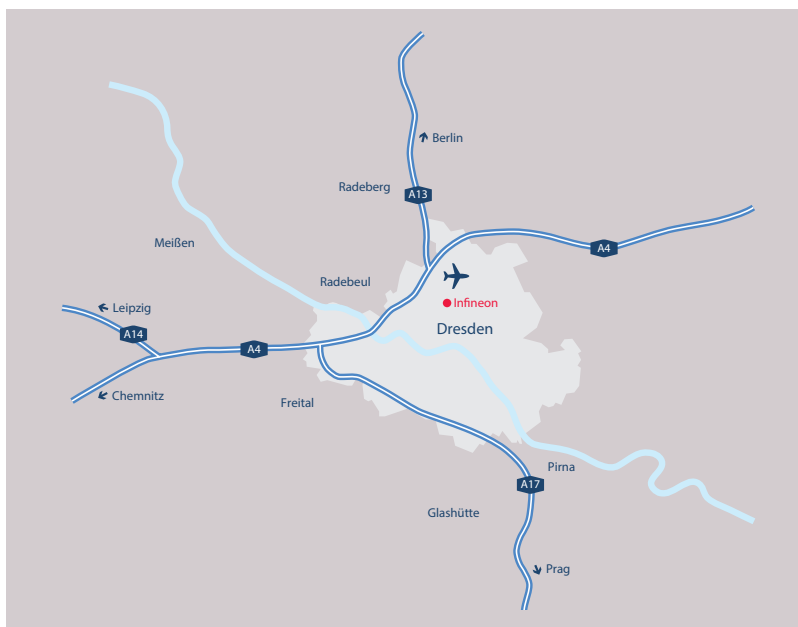 Berlin
Radeberg
A13
Meißen
A4
Radebeul
Leipzig
Infineon
A14
Dresden
A4
Chemnitz
Freital
Pirna
A17
Glashütte
Prag